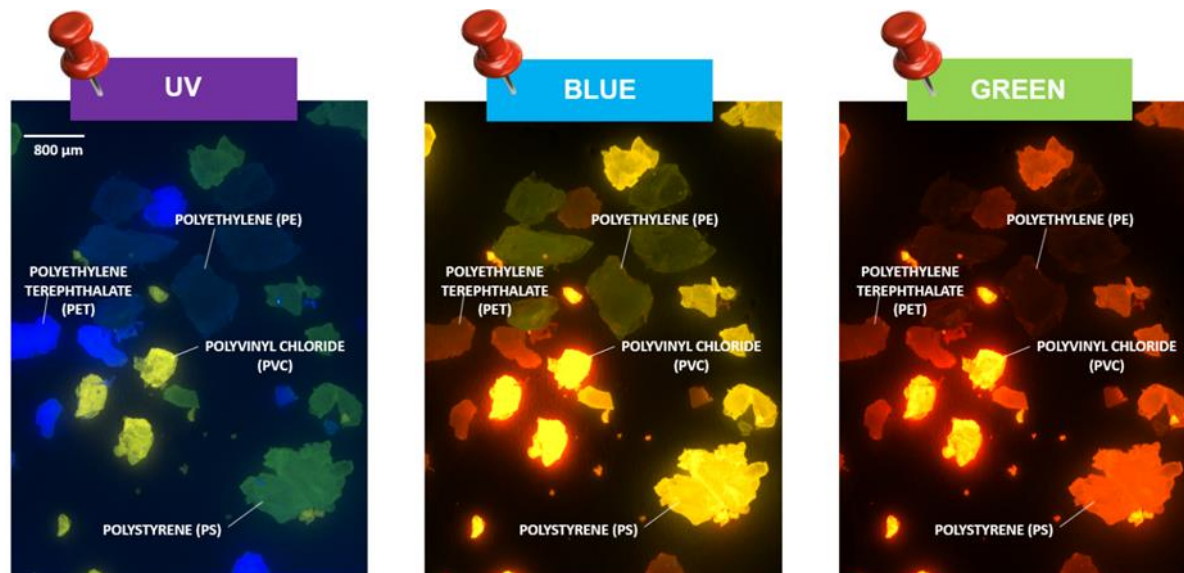 UV
800 µm
POLYETHYLENE (PE)
POLYETHYLENE
TEREPHTHALATE
(PET)
POLYVINYL CHLORIDE
(PVC)
POLYSTYRENE (PS)
BLUE
POLYETHYLENE (PE)
POLYETHYLENE
TEREPHTHALATE
(PET)
POLYVINYL CHLORIDE
(PVC)
POLYSTYRENE (PS)
GREEN
POLYETHYLENE (PE)
POLYETHYLENE
TEREPHTHALATE
(PET)
POLYVINYL CHLORIDE
(PVC)
POLYSTYRENE (PS)